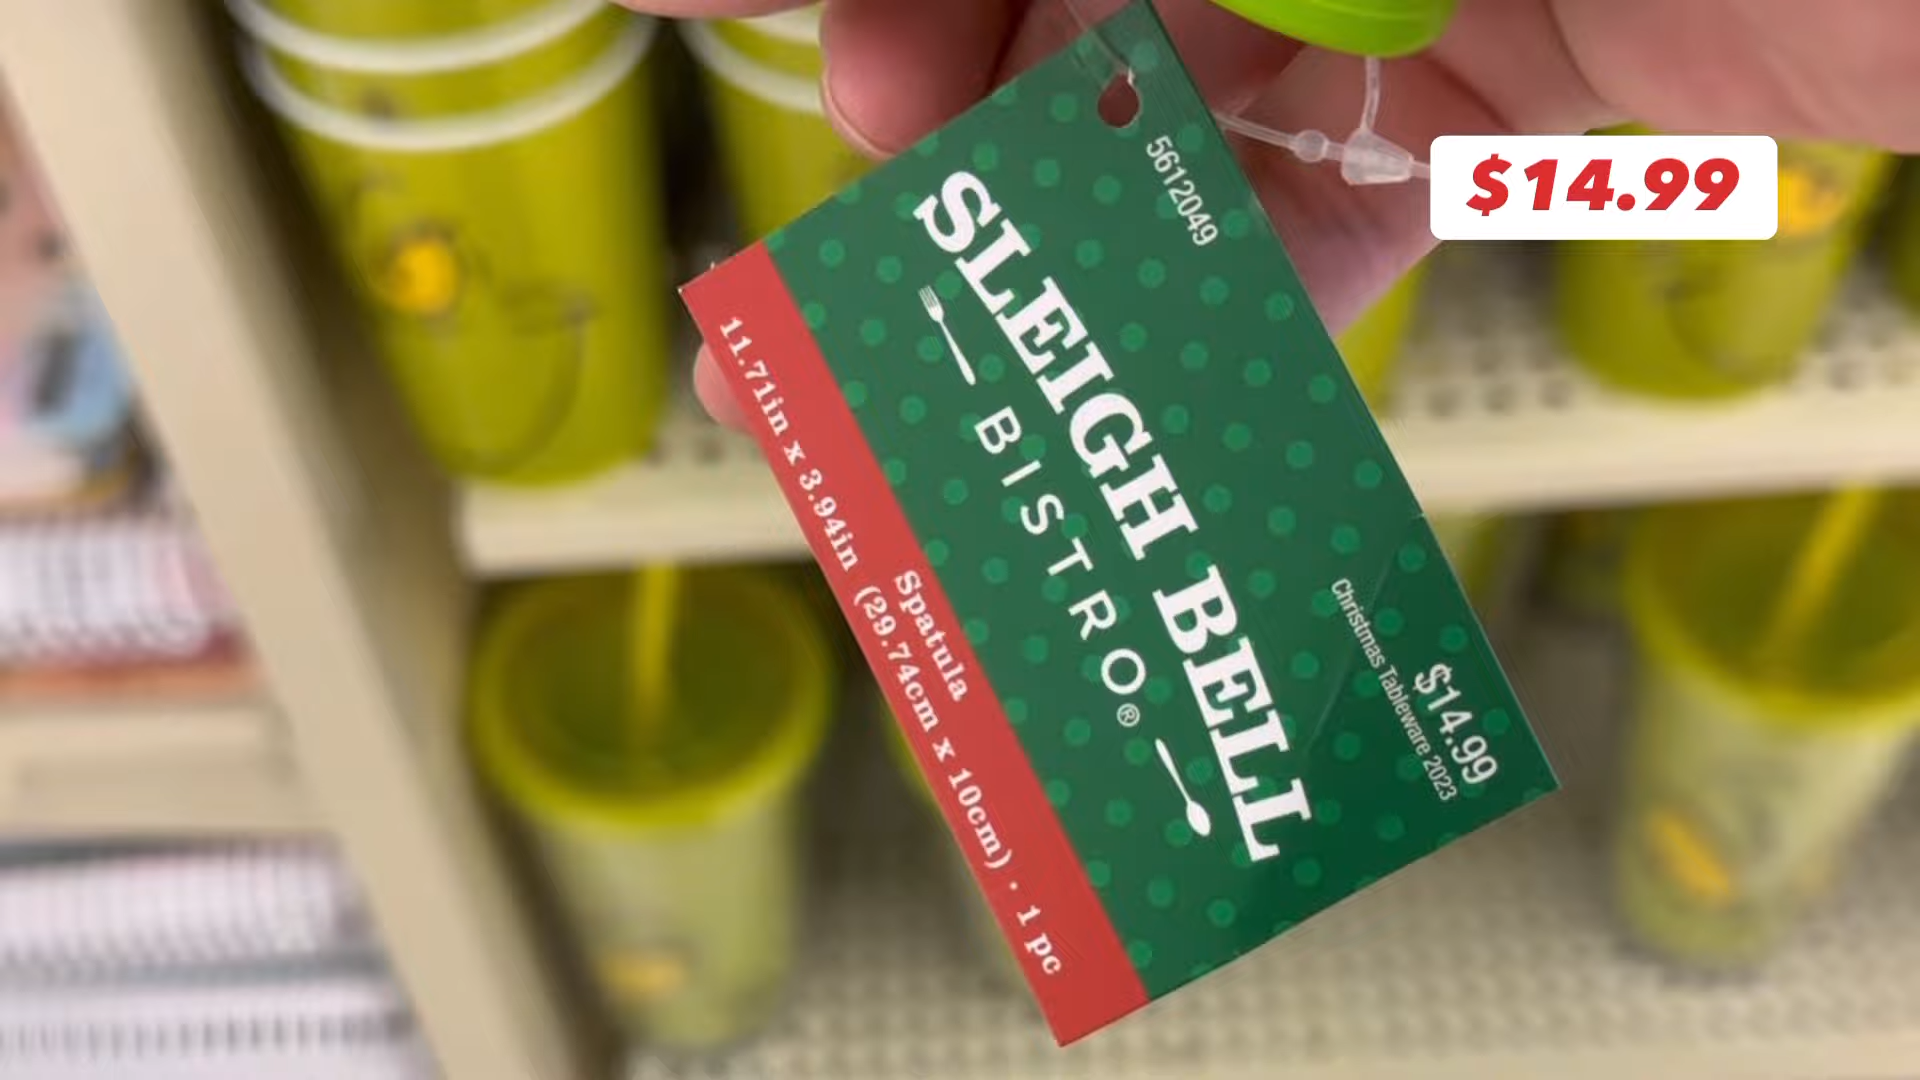 $14.99
5612049
SLEIGH BELL
BISTRO®
$14.99
Christmas Tableware 2023
Spatula
11.71in x 3.94in (29.74cm x 10cm) · 1 pc